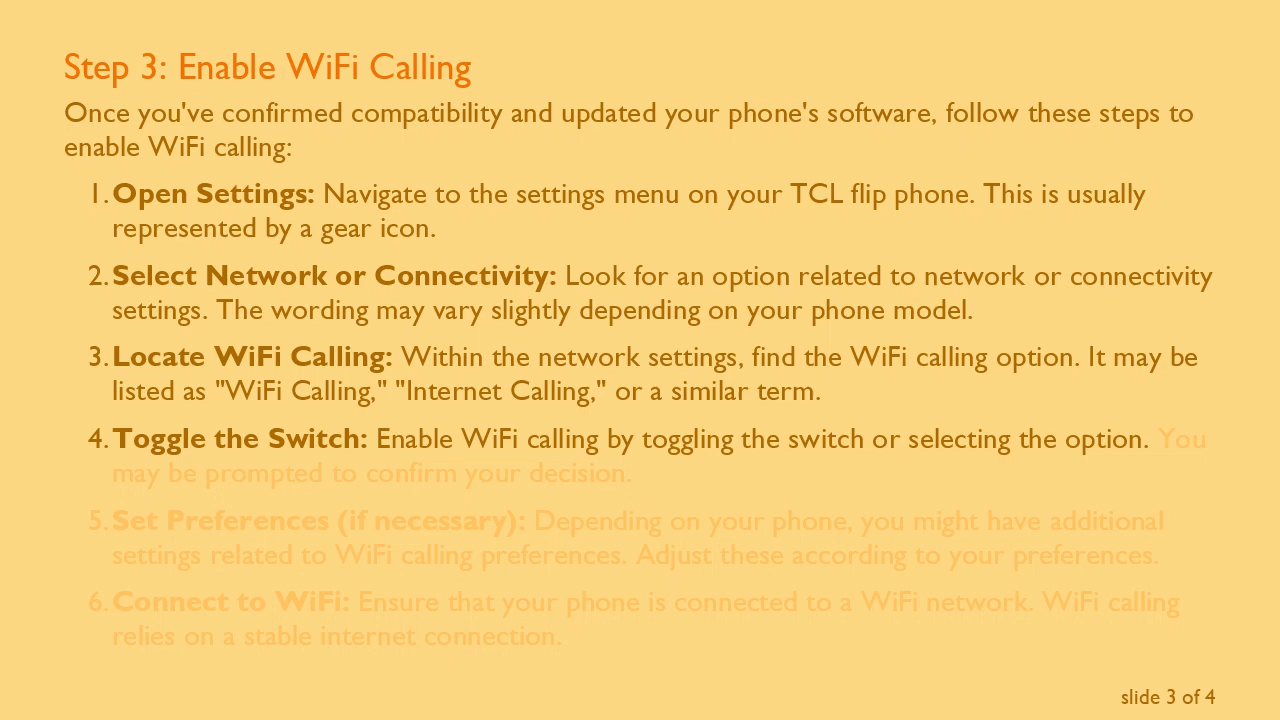 Step 3: Enable WiFi Calling
Once you've confirmed compatibility and updated your phone's software, follow these steps to
enable WiFi calling:
1. Open Settings: Navigate to the settings menu on your TCL flip phone. This is usually
represented by a gear icon.
2. Select Network or Connectivity: Look for an option related to network or connectivity
settings. The wording may vary slightly depending on your phone model.
3. Locate WiFi Calling: Within the network settings, find the WiFi calling option. It may be
listed as "WiFi Calling," "Internet Calling," or a similar term.
4. Toggle the Switch: Enable WiFi calling by toggling the switch or selecting the option. You
may be prompted to confirm your decision.
5. Set Preferences (if necessary): Depending on your phone, you might have additional
settings related to WiFi calling preferences. Adjust these according to your preferences.
6. Connect to WiFi: Ensure that your phone is connected to a WiFi network. WiFi calling
relies on a stable internet connection.
slide 3 of 4